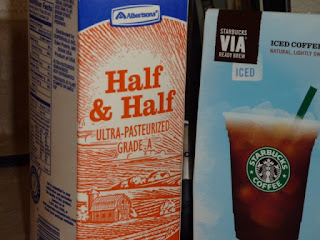 Albertsons
Half
& Half
ULTRA-PASTEURIZED
GRADE A
STARBUCKS
VIA
READY BREW
ICED
ICED COFFEE
NATURAL, LIGHTLY SW
STARBUCKS
COFFEE